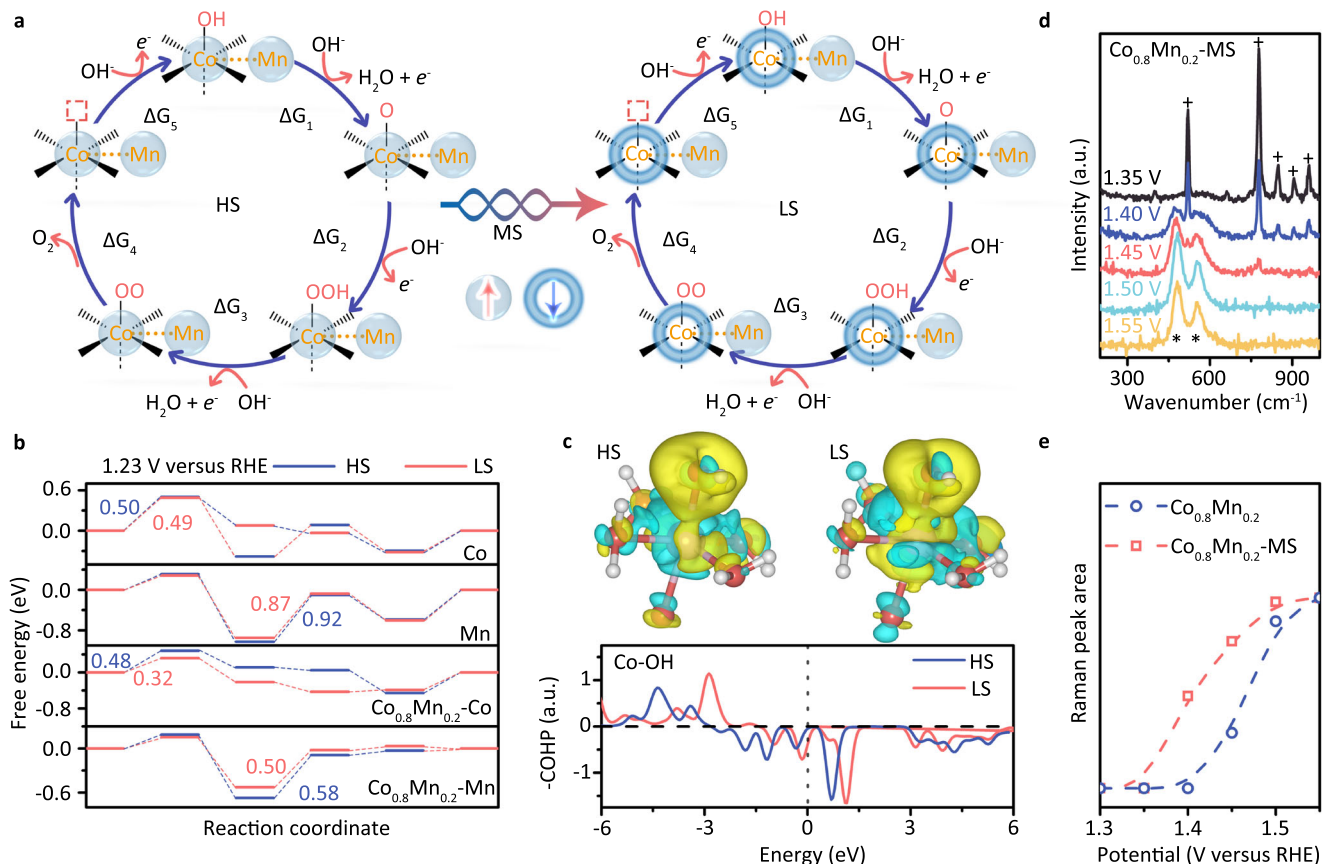 a
OH
e⁻
OH⁻
Co
Mn
OH⁻
H₂O + e⁻
ΔG₅
ΔG₁
O
Co
Mn
Co
Mn
HS
ΔG₄
ΔG₂
O₂
OH⁻
e⁻
OO
ΔG₃
OOH
Co
Mn
Co
Mn
H₂O + e⁻
OH⁻
MS
OH
e⁻
OH⁻
Co
Mn
OH⁻
H₂O + e⁻
ΔG₅
ΔG₁
O
Co
Mn
Co
Mn
LS
ΔG₄
ΔG₂
O₂
OH⁻
e⁻
OO
ΔG₃
OOH
Co
Mn
Co
Mn
H₂O + e⁻
OH⁻
d
Co₀.₈Mn₀.₂-MS
+
+
+
+
+
1.35 V
1.40 V
1.45 V
1.50 V
1.55 V
* *
Intensity (a.u.)
300 600 900
Wavenumber (cm⁻¹)
b
1.23 V versus RHE HS LS
0.6
0.0
0.50
0.49
Co
0.0
-0.8
0.87
0.92
Mn
0.0
-0.8
0.48
0.32
Co₀.₈Mn₀.₂-Co
0.0
-0.6
0.50
0.58
Co₀.₈Mn₀.₂-Mn
Free energy (eV)
Reaction coordinate
c
HS
LS
Co-OH
HS
LS
1
0
-1
-COHP (a.u.)
-6 -3 0 3 6
Energy (eV)
e
Co₀.₈Mn₀.₂
Co₀.₈Mn₀.₂-MS
Raman peak area
1.3 1.4 1.5
Potential (V versus RHE)